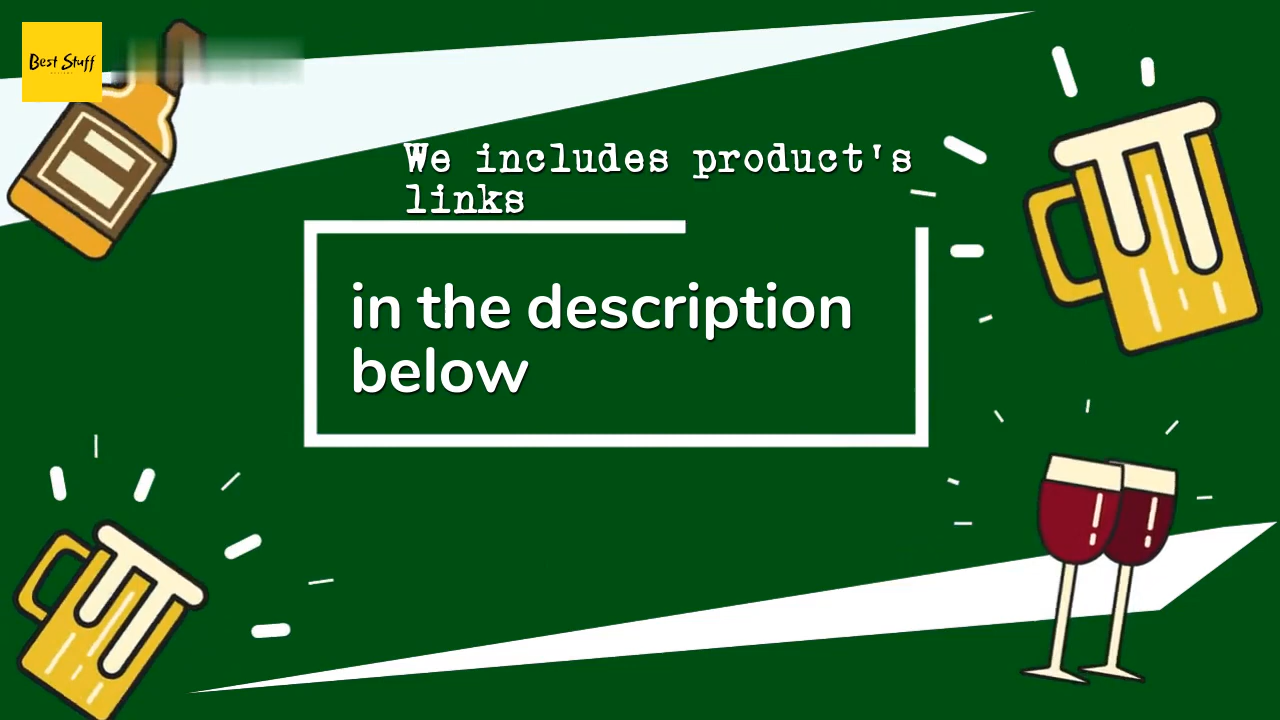 Best Stuff
We includes product's
links
in the description
below